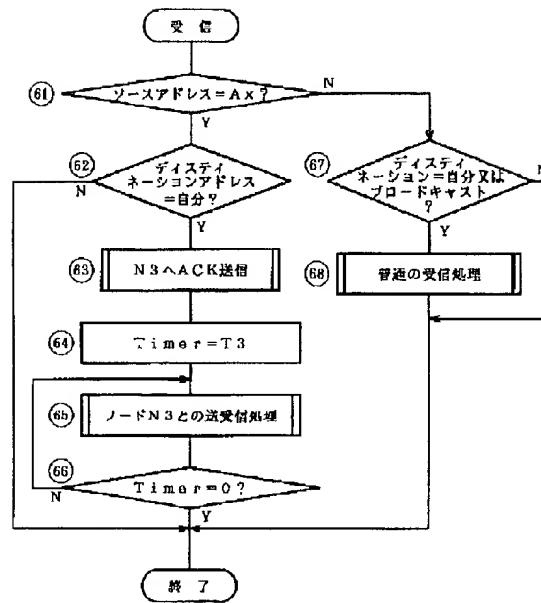 受 信
61
ソースアドレス=Ax?
N
Y
62
ディスティ
ネーションアドレス
=自分?
N
Y
67
ディスティ
ネーション=自分又は
ブロードキャスト
?
N
Y
63
N3へACK送信
68
普通の受信処理
64
Timer=T3
65
ノードN3との送受信処理
66
Timer=0?
N
Y
終 了